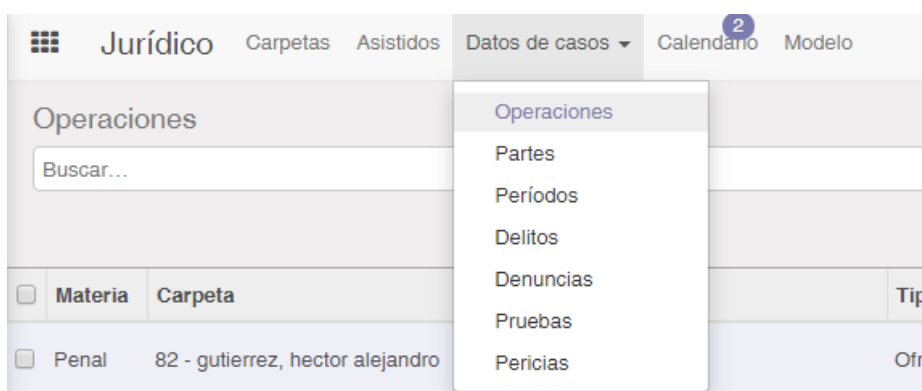 Jurídico Carpetas Asistidos Datos de casos Calendario 2 Modelo
Operaciones
Buscar...
Operaciones
Partes
Períodos
Delitos
Denuncias
Pruebas
Pericias
Materia Carpeta Tip
Penal 82 - gutierrez, hector alejandro Ofr